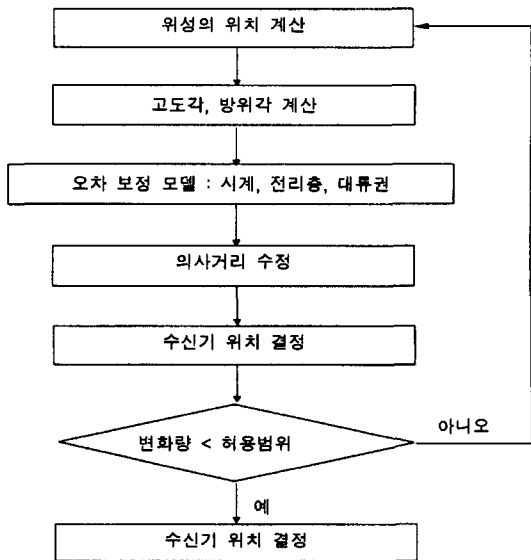 위성의 위치 계산
고도각, 방위각 계산
오차 보정 모델 : 시계, 전리층, 대류권
의사거리 수정
수신기 위치 결정
변화량 < 허용범위
아니오
예
수신기 위치 결정